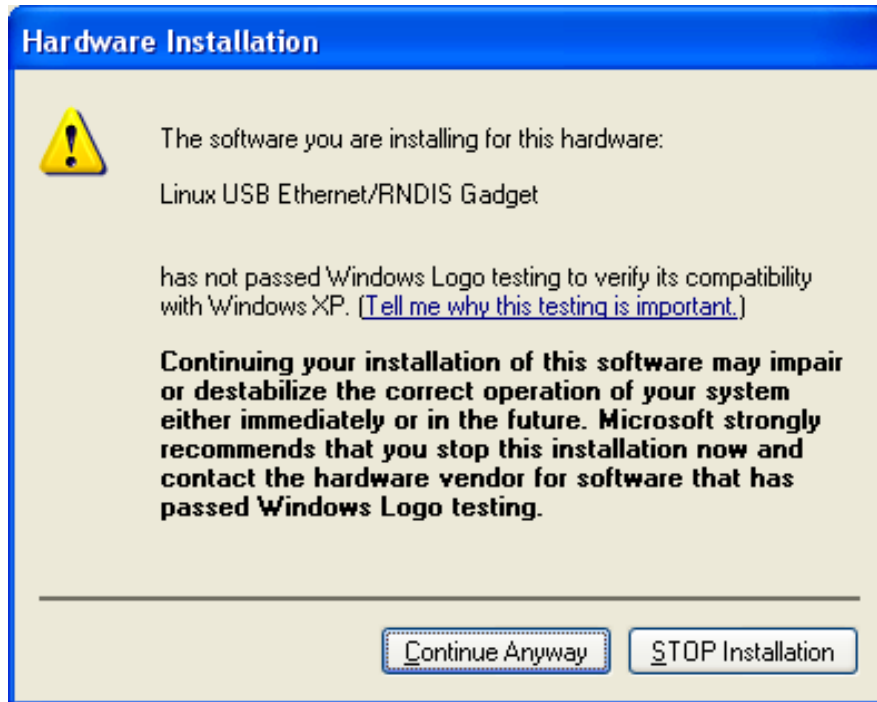 Hardware Installation
The software you are installing for this hardware:
Linux USB Ethernet/RNDIS Gadget
has not passed Windows Logo testing to verify its compatibility
with Windows XP. (Tell me why this testing is important.)
Continuing your installation of this software may impair
or destabilize the correct operation of your system
either immediately or in the future. Microsoft strongly
recommends that you stop this installation now and
contact the hardware vendor for software that has
passed Windows Logo testing.
Continue Anyway STOP Installation